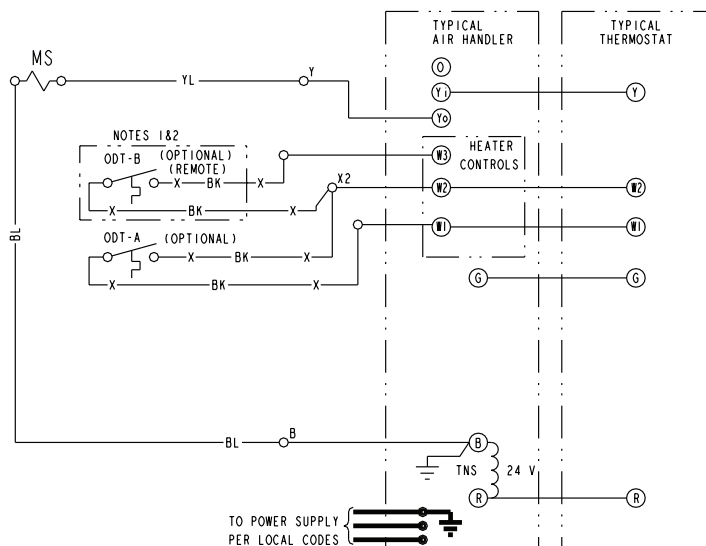 TYPICAL
AIR HANDLER
TYPICAL
THERMOSTAT
MS
O
YL
Y
Yi
Y
Yo
NOTES 1&2
HEATER
CONTROLS
ODT-B
(OPTIONAL)
(REMOTE)
W3
X BK X
X2
W2
W2
X BK X
BL
ODT-A (OPTIONAL)
W1
W1
X BK X
X BK X
G
G
BL
B
B
TNS
24 V
R
R
TO POWER SUPPLY
PER LOCAL CODES